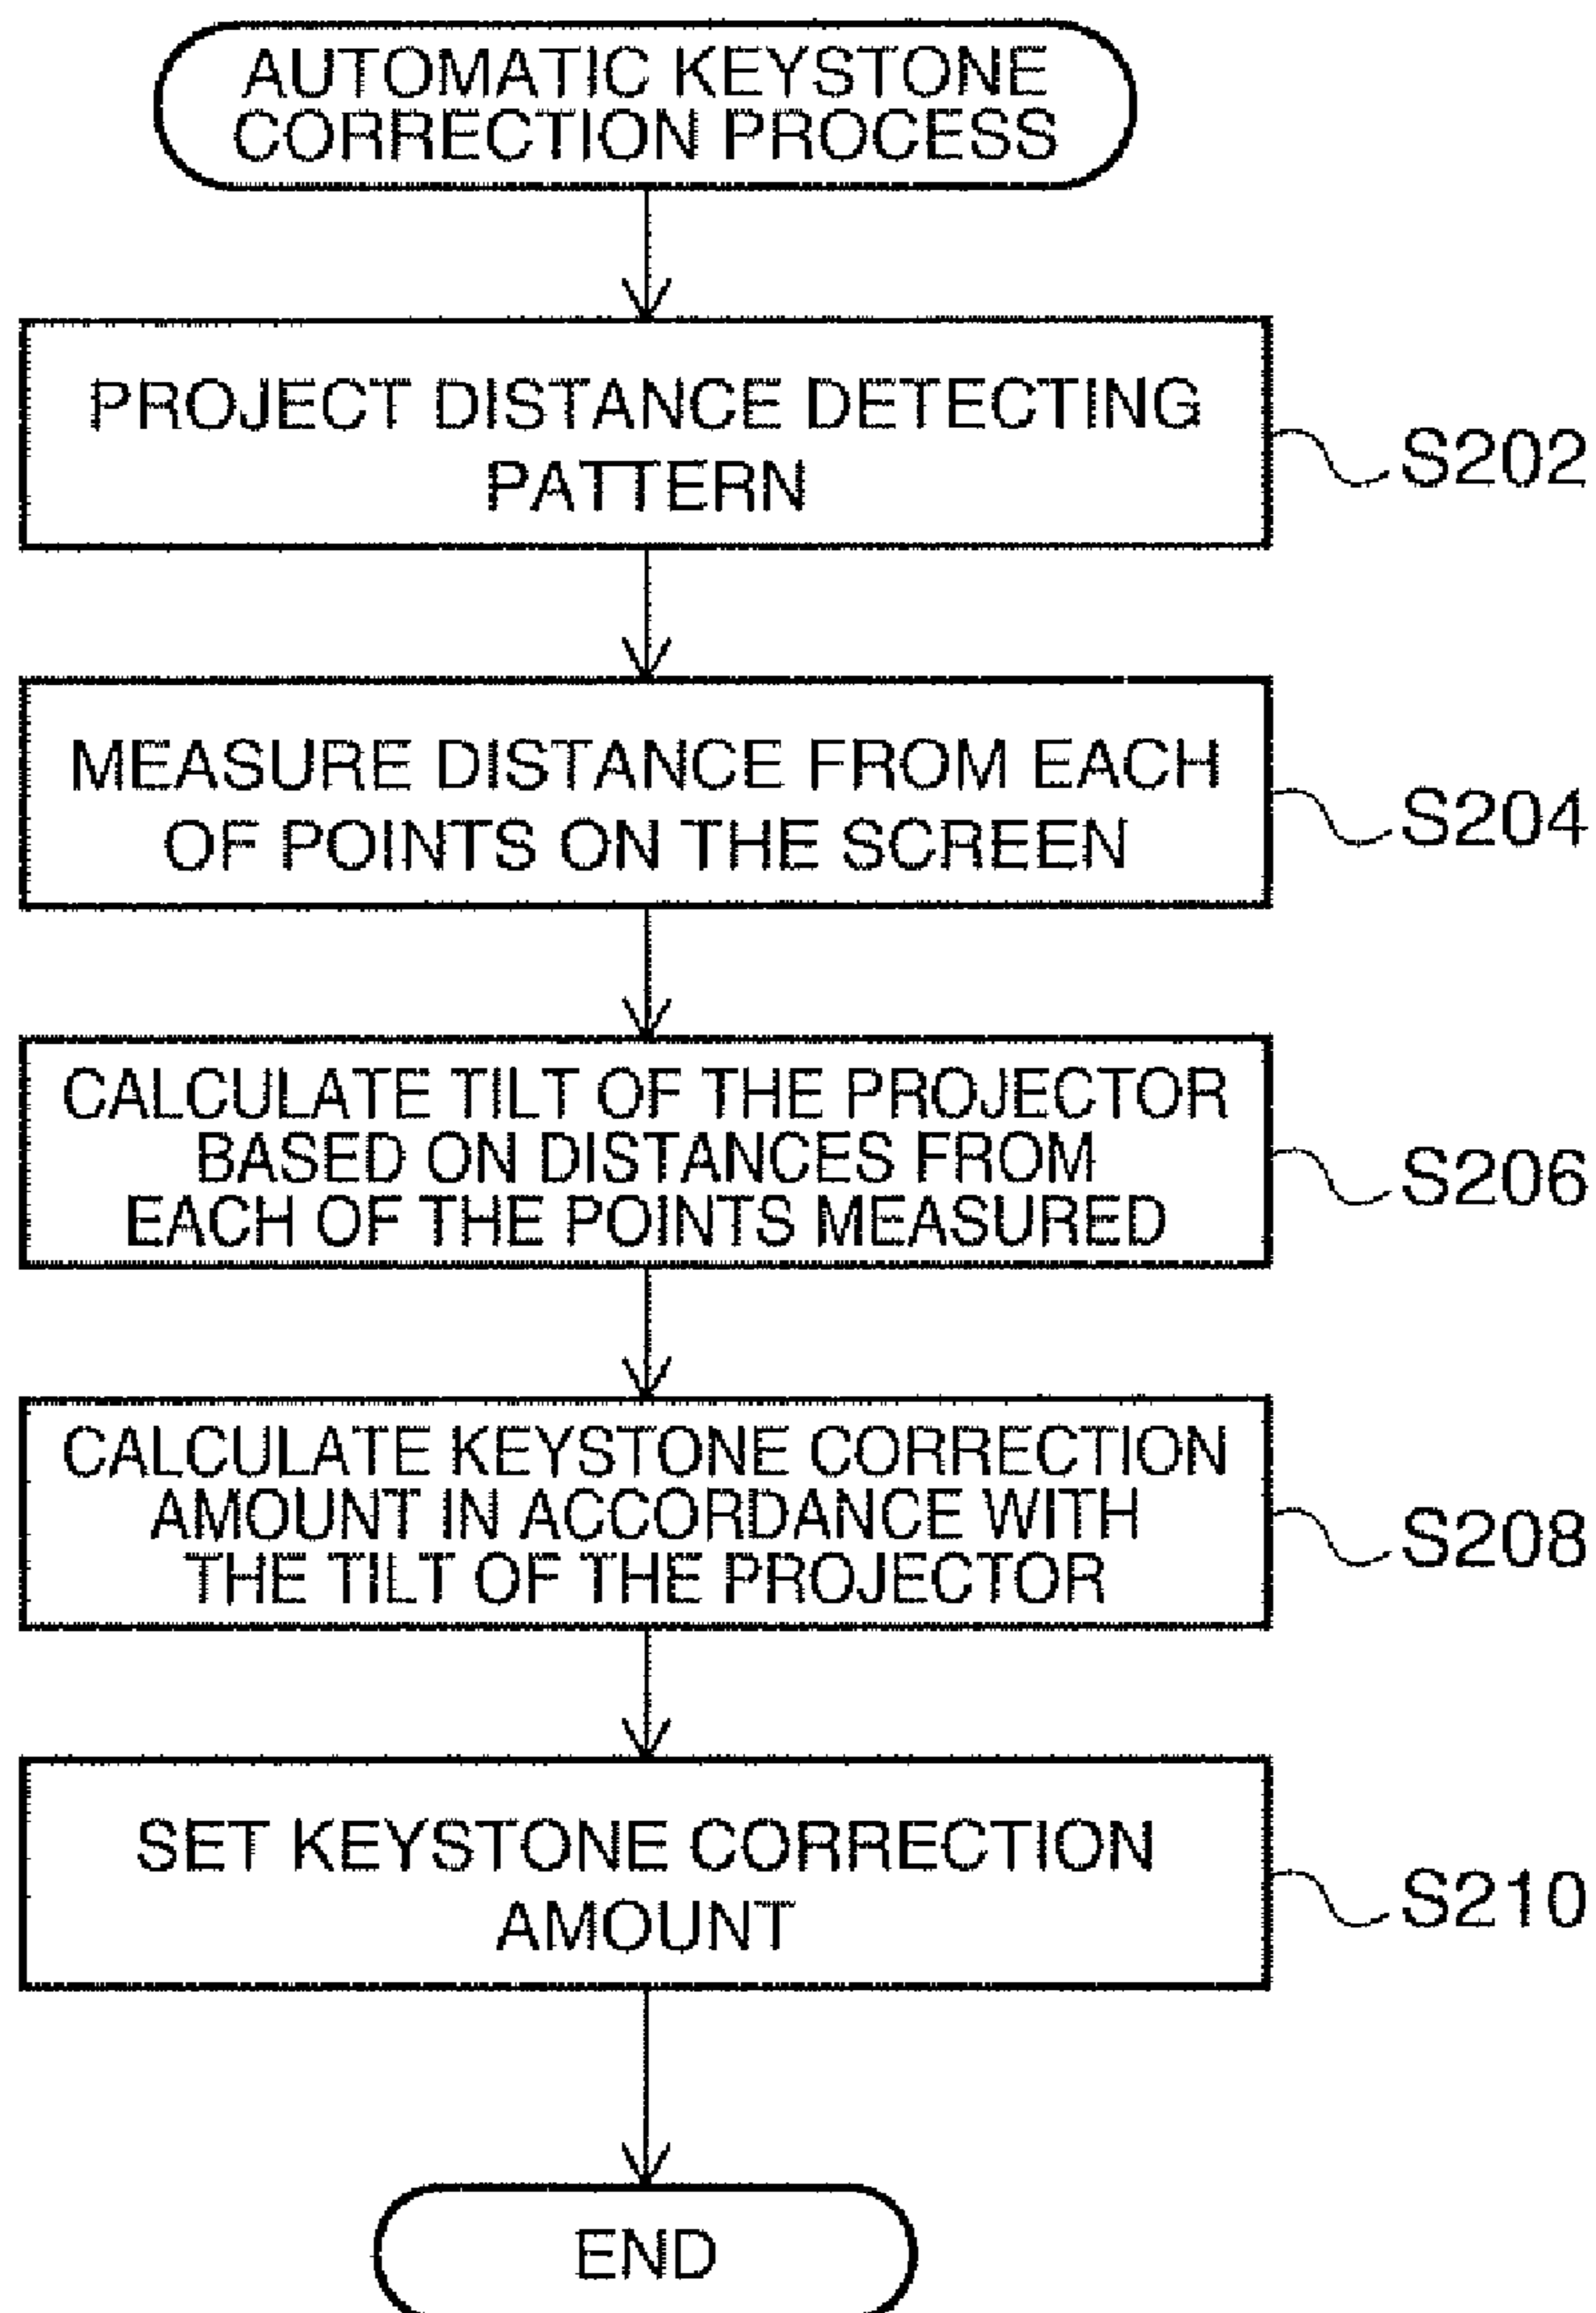 AUTOMATIC KEYSTONE
CORRECTION PROCESS
PROJECT DISTANCE DETECTING
PATTERN
S202
MEASURE DISTANCE FROM EACH
OF POINTS ON THE SCREEN
S204
CALCULATE TILT OF THE PROJECTOR
BASED ON DISTANCES FROM
EACH OF THE POINTS MEASURED
S206
CALCULATE KEYSTONE CORRECTION
AMOUNT IN ACCORDANCE WITH
THE TILT OF THE PROJECTOR
S208
SET KEYSTONE CORRECTION
AMOUNT
S210
END